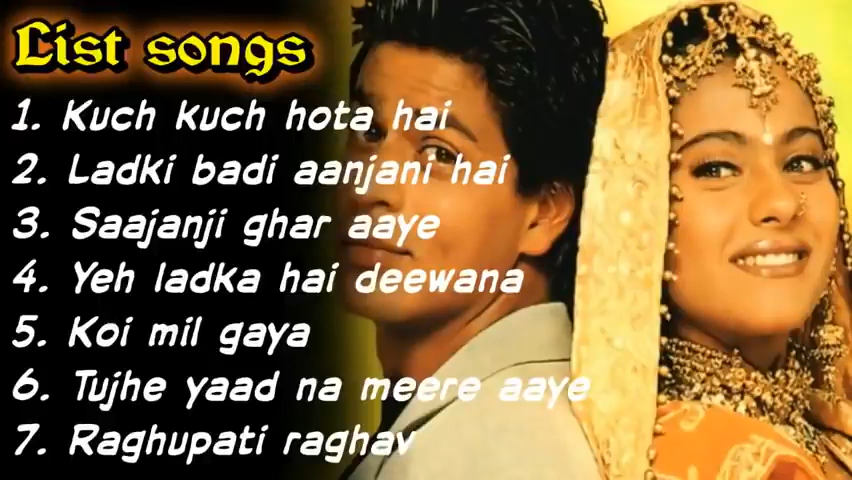 List songs
1. Kuch kuch hota hai
2. Ladki badi aanjani hai
3. Saajanji ghar aaye
4. Yeh ladka hai deewana
5. Koi mil gaya
6. Tujhe yaad na meere aaye
7. Raghupati raghav